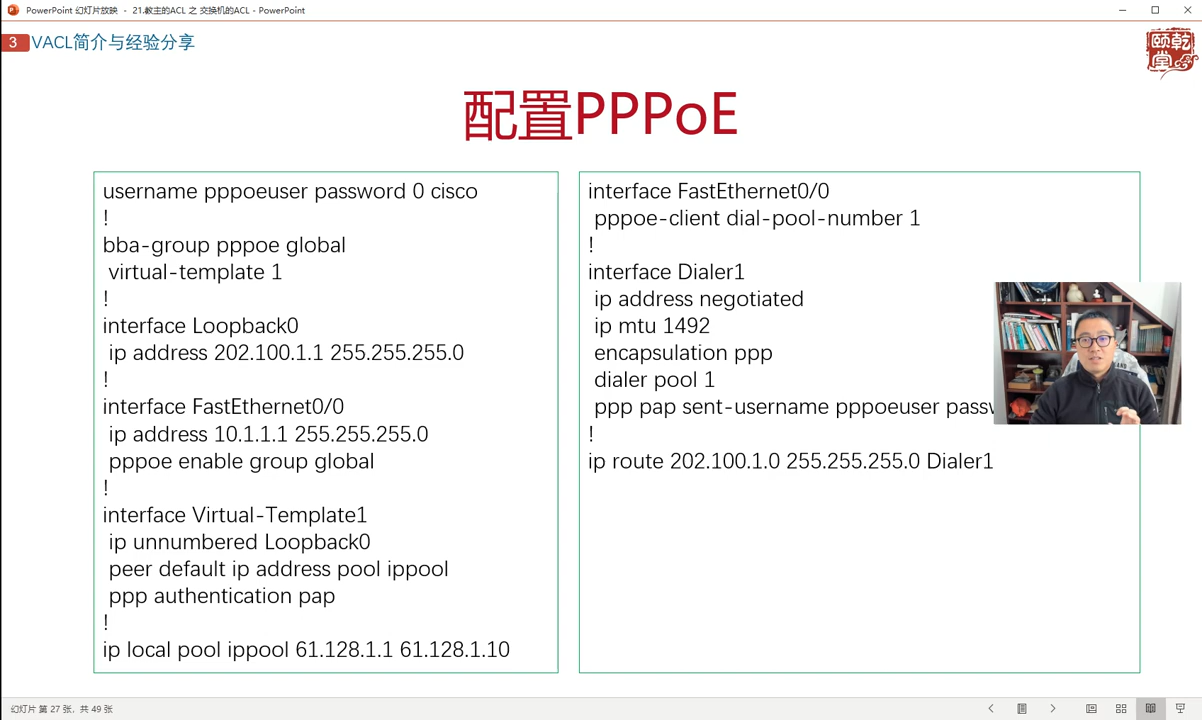 PowerPoint 幻灯片放映 - 21.教主的ACL 之 交换机的ACL - PowerPoint
3 VACL简介与经验分享
颐乾堂
配置PPPoE
username pppoeuser password 0 cisco
!
bba-group pppoe global
virtual-template 1
!
interface Loopback0
ip address 202.100.1.1 255.255.255.0
!
interface FastEthernet0/0
ip address 10.1.1.1 255.255.255.0
pppoe enable group global
!
interface Virtual-Template1
ip unnumbered Loopback0
peer default ip address pool ippool
ppp authentication pap
!
ip local pool ippool 61.128.1.1 61.128.1.10
interface FastEthernet0/0
pppoe-client dial-pool-number 1
!
interface Dialer1
ip address negotiated
ip mtu 1492
encapsulation ppp
dialer pool 1
ppp pap sent-username pppoeuser
!
ip route 202.100.1.0 255.255.255.0 Dialer1
幻灯片 第 27 张，共 49 张